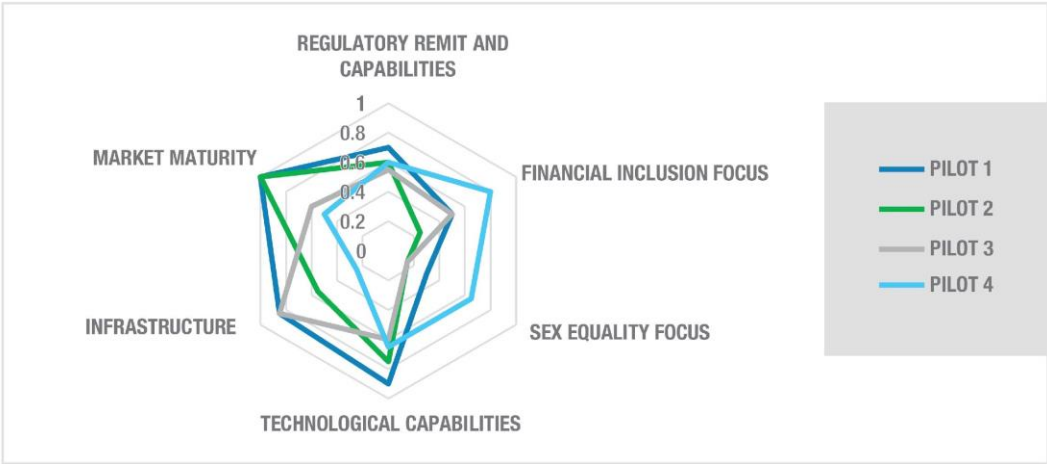 REGULATORY REMIT AND
CAPABILITIES
1
0.8
0.6
0.4
0.2
0
MARKET MATURITY
FINANCIAL INCLUSION FOCUS
INFRASTRUCTURE
SEX EQUALITY FOCUS
TECHNOLOGICAL CAPABILITIES
PILOT 1
PILOT 2
PILOT 3
PILOT 4